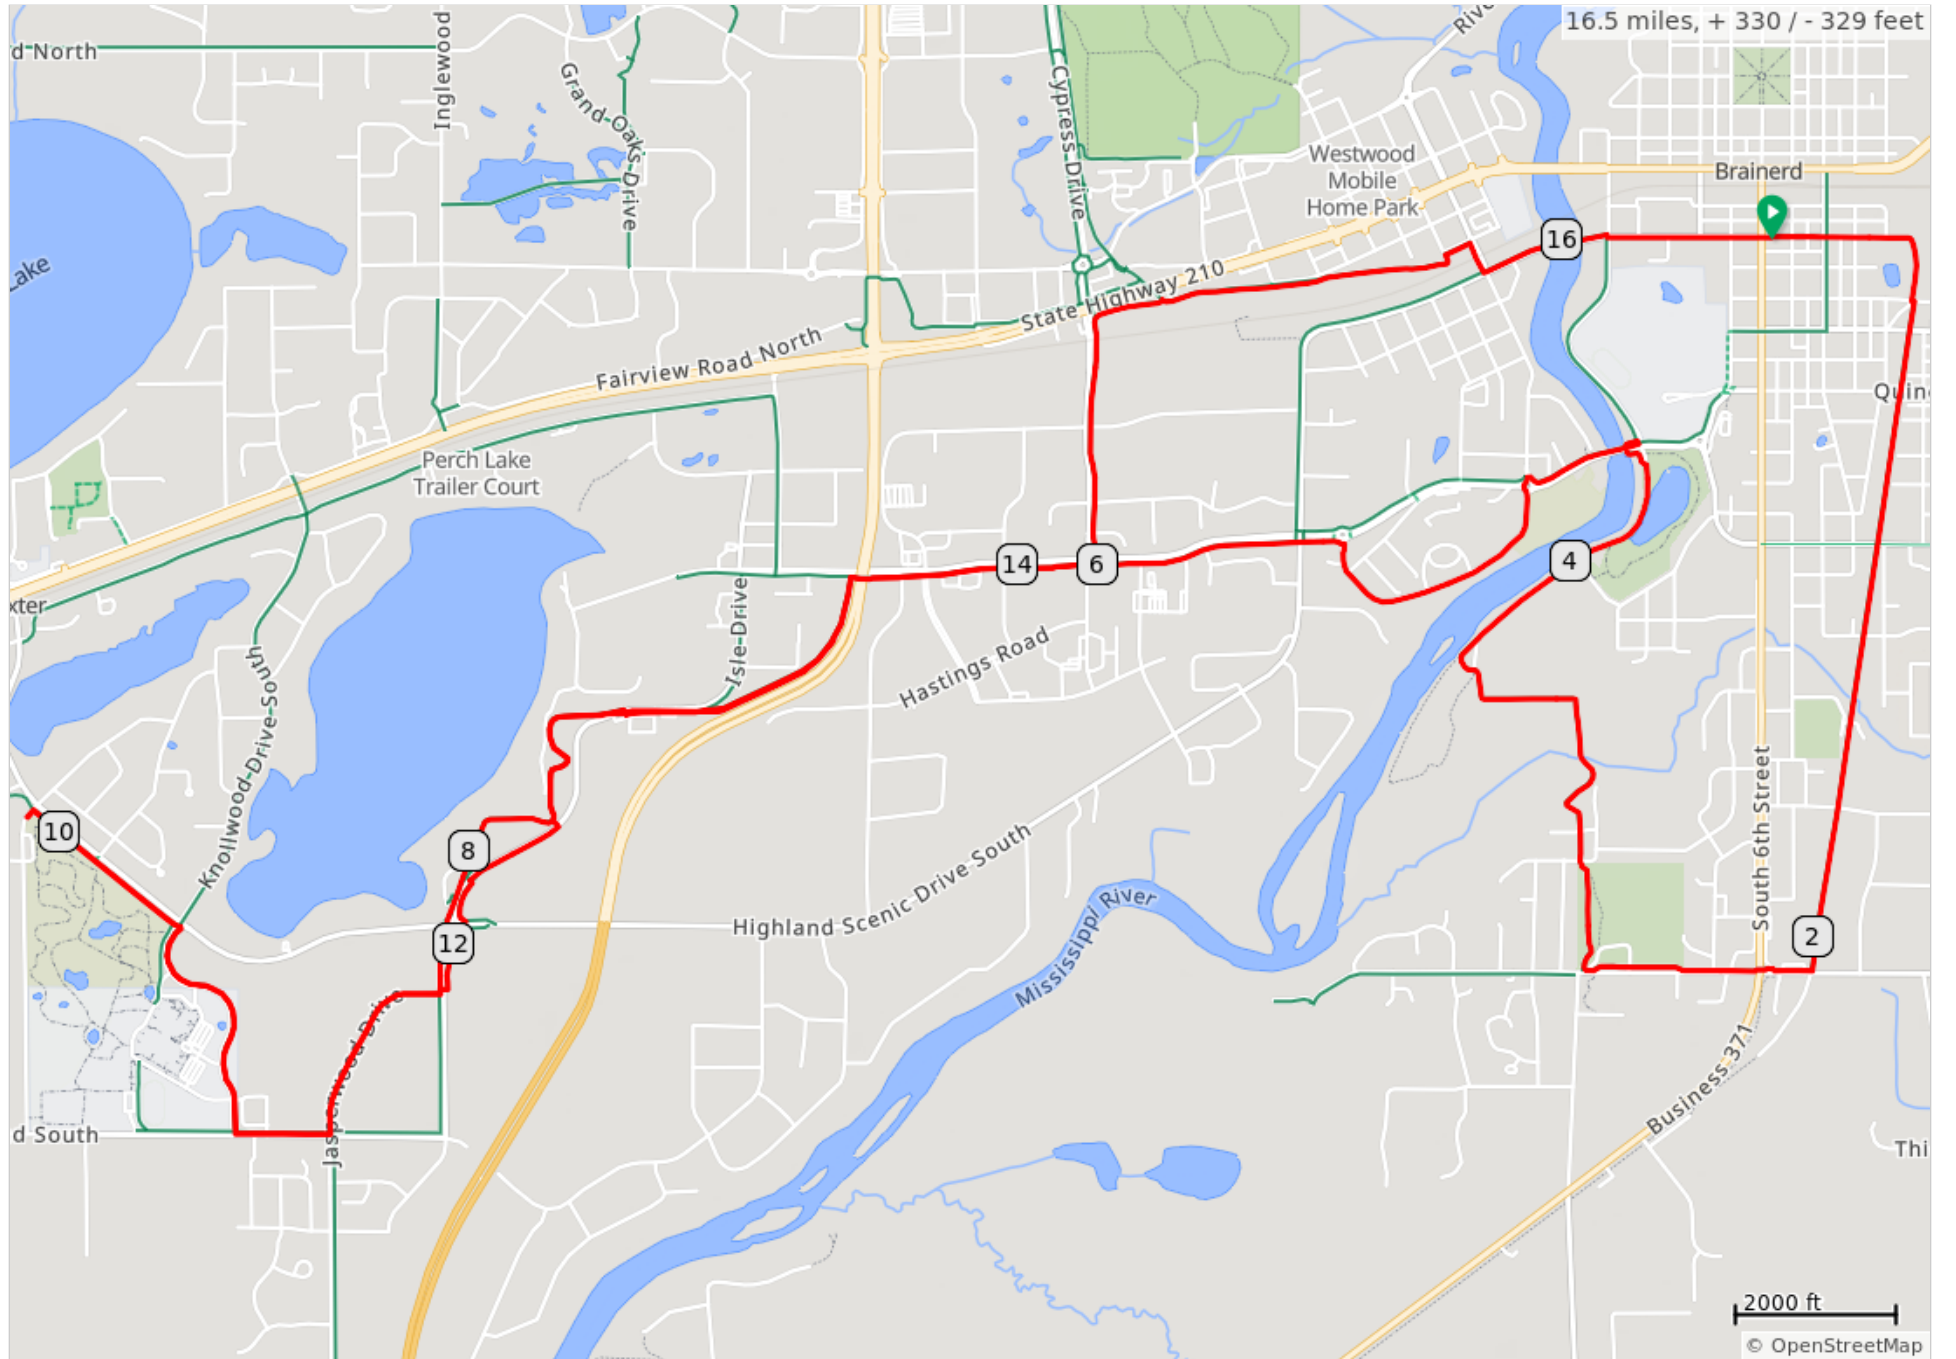 16.5 miles, + 330 / - 329 feet
d North
Inglewood
Grand Oaks Drive
Cypress Drive
Westwood
Mobile
Home Park
Brainerd
16
Lake
State Highway 210
Fairview Road North
Perch Lake
Trailer Court
14
6
4
xter
Isle Drive
Hastings Road
Knollwood Drive South
South 6th Street
10
8
12
2
Highland Scenic Drive South
Mississippi River
Jasperwood Drive
d South
Business 371
2000 ft
© OpenStreetMap